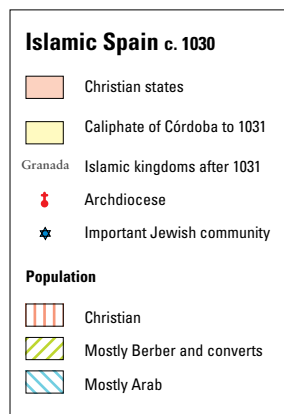 Islamic Spain c. 1030
Christian states
Caliphate of Córdoba to 1031
Granada Islamic kingdoms after 1031
Archdiocese
Important Jewish community
Population
Christian
Mostly Berber and converts
Mostly Arab